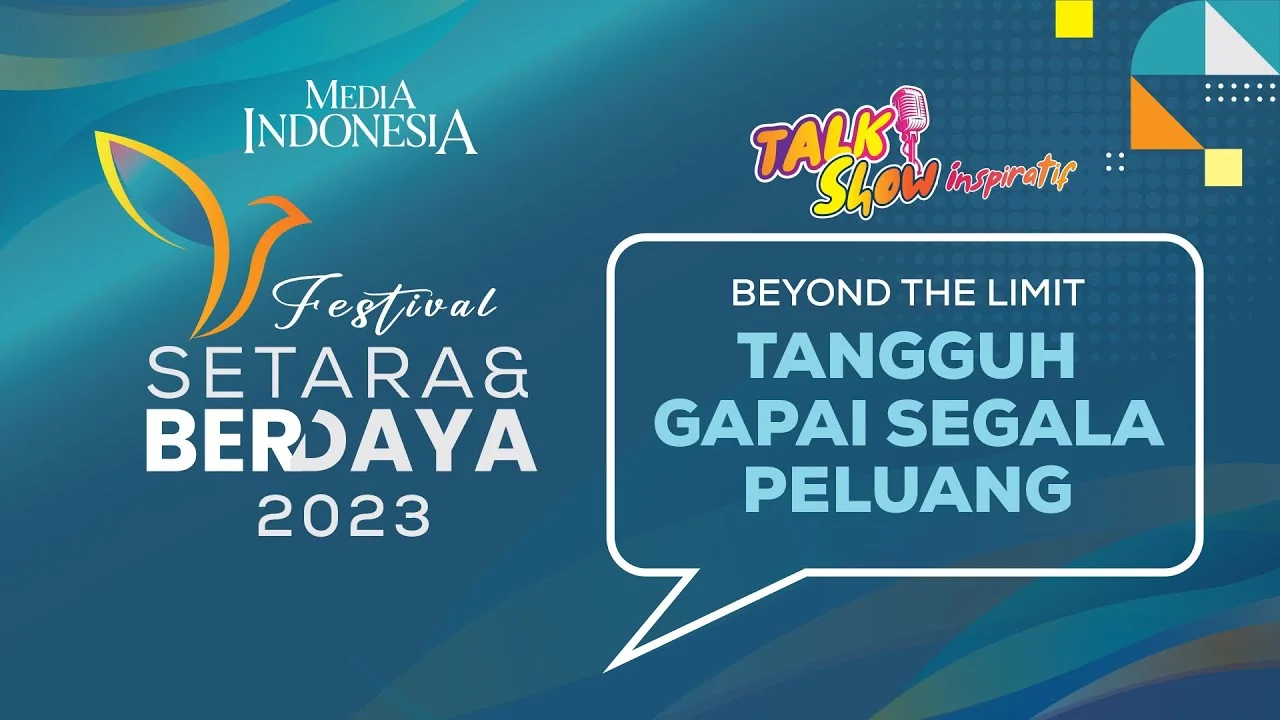 MEDIA
INDONESIA
Festival
SETARA&
BERDAYA
2023
TALK
Show inspiratif
BEYOND THE LIMIT
TANGGUH
GAPAI SEGALA
PELUANG